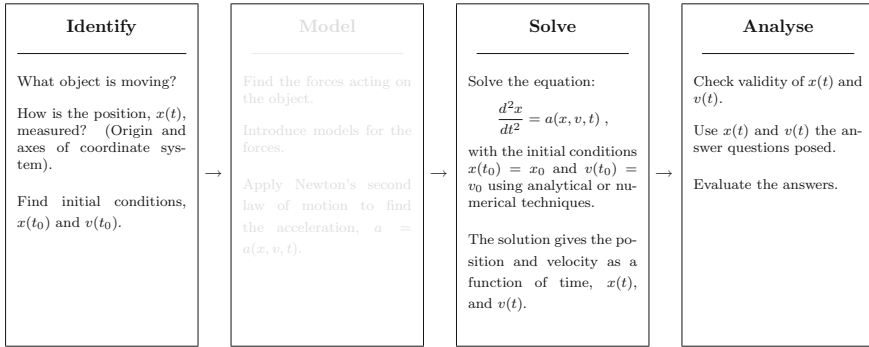 Identify
What object is moving?
How is the position, x(t),
measured? (Origin and
axes of coordinate sys-
tem).
Find initial conditions,
x(t₀) and v(t₀).
→
Model
Find the forces acting on
the object.
Introduce models for the
forces.
Apply Newton's second
law of motion to find
the acceleration, a =
a(x, v, t).
→
Solve
Solve the equation:
d²x/dt² = a(x, v, t) ,
with the initial conditions
x(t₀) = x₀ and v(t₀) =
v₀ using analytical or nu-
merical techniques.
The solution gives the po-
sition and velocity as a
function of time, x(t),
and v(t).
→
Analyse
Check validity of x(t) and
v(t).
Use x(t) and v(t) the an-
swer questions posed.
Evaluate the answers.